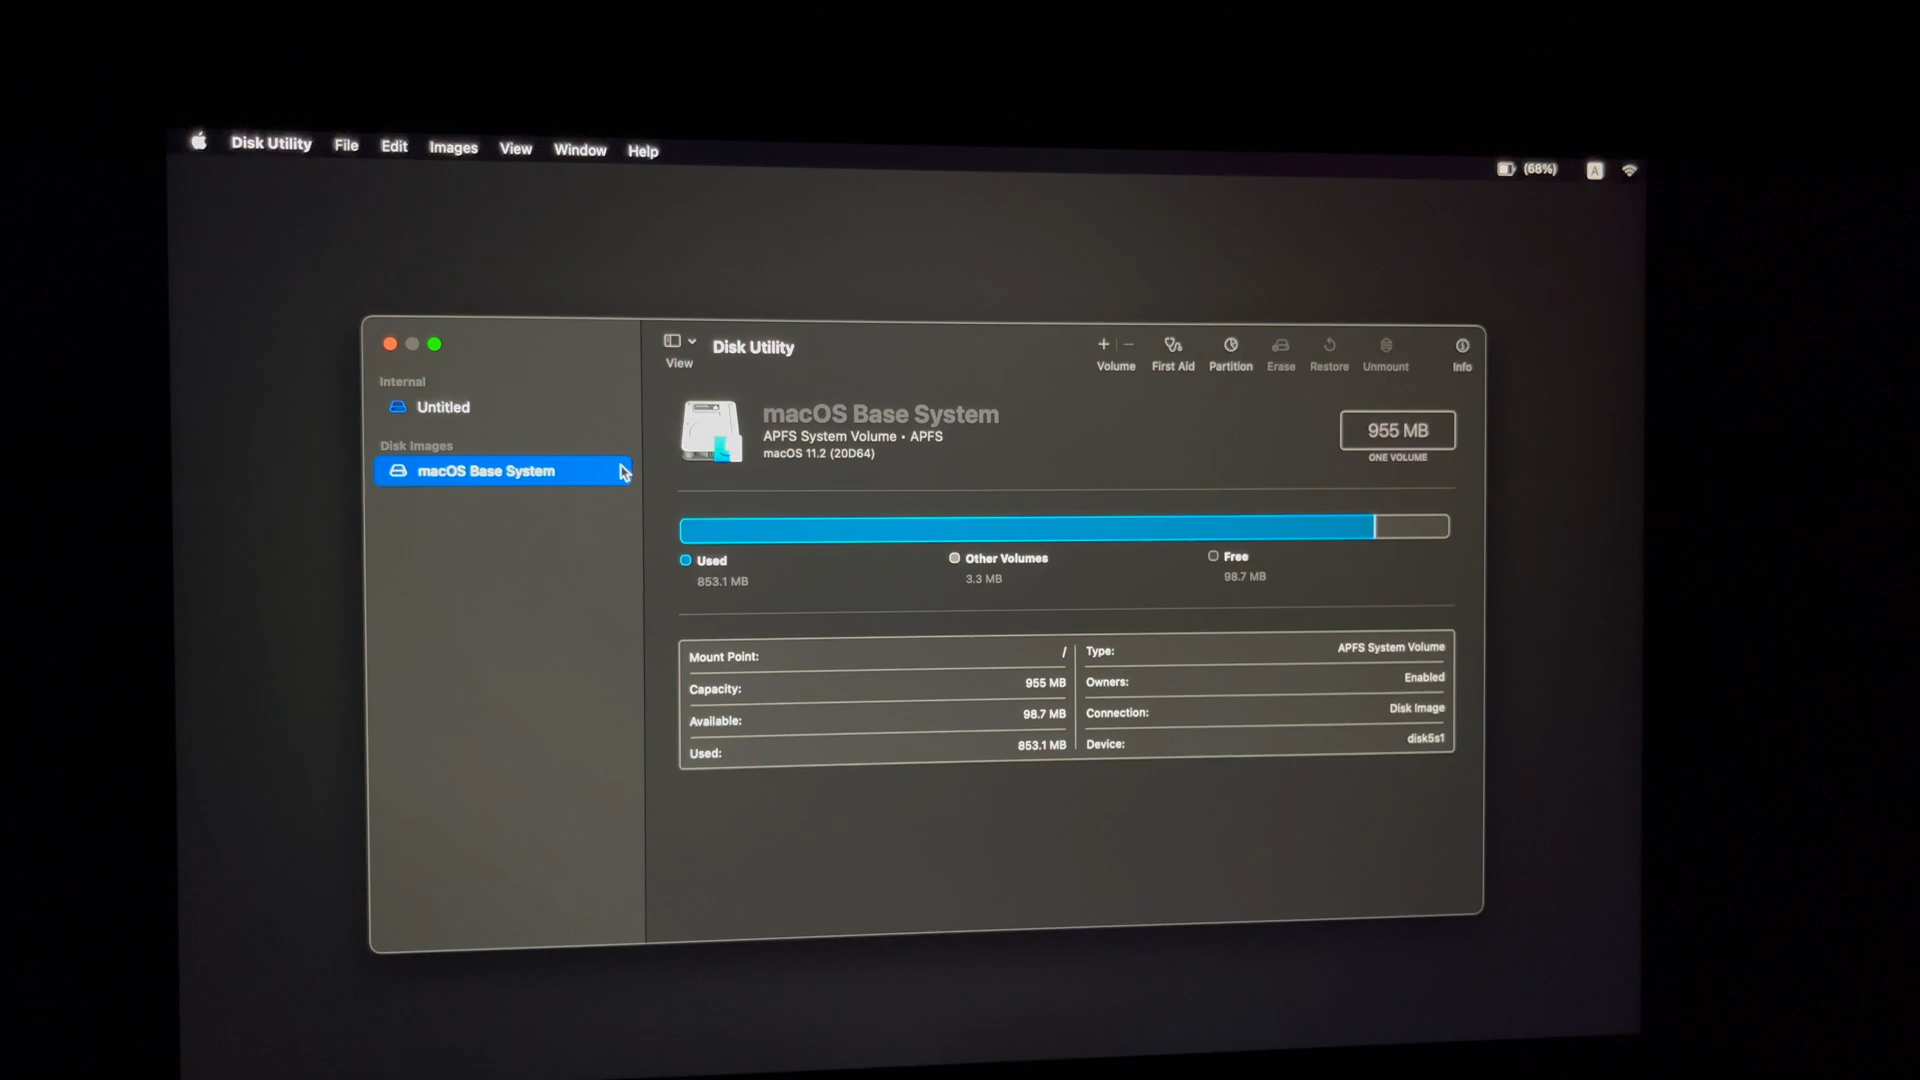 Disk Utility File Edit Images View Window Help
(68%) A
Internal
Untitled
Disk Images
macOS Base System
View
Disk Utility
Volume First Aid Partition Erase Restore Unmount Info
macOS Base System
APFS System Volume • APFS
macOS 11.2 (20D64)
955 MB
ONE VOLUME
Used
853.1 MB
Other Volumes
3.3 MB
Free
98.7 MB
Mount Point: /
Capacity: 955 MB
Available: 98.7 MB
Used: 853.1 MB
Type: APFS System Volume
Owners: Enabled
Connection: Disk Image
Device: disk5s1